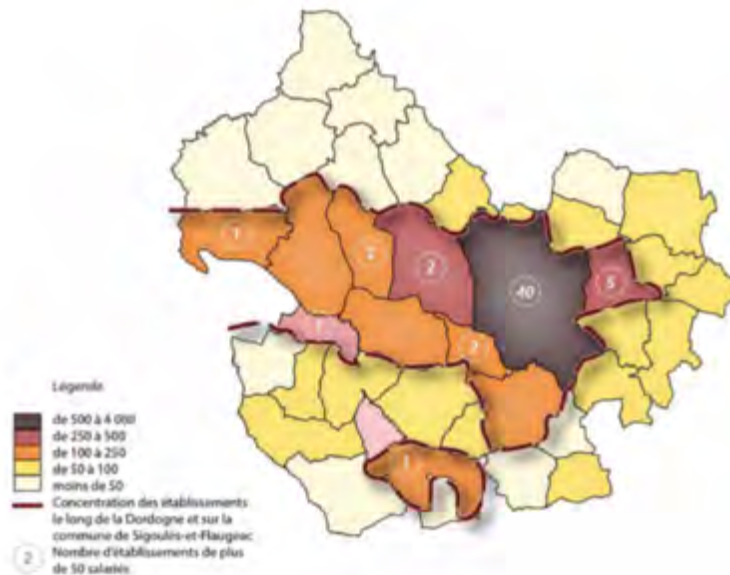 1
2
2
40
5
1
2
1
Légende
de 500 à 4 000
de 250 à 500
de 100 à 250
de 50 à 100
moins de 50
Concentration des établissements
le long de la Dordogne et sur la
commune de Sigoulès-et-Flaugeac
2
Nombre d'établissements de plus
de 50 salariés